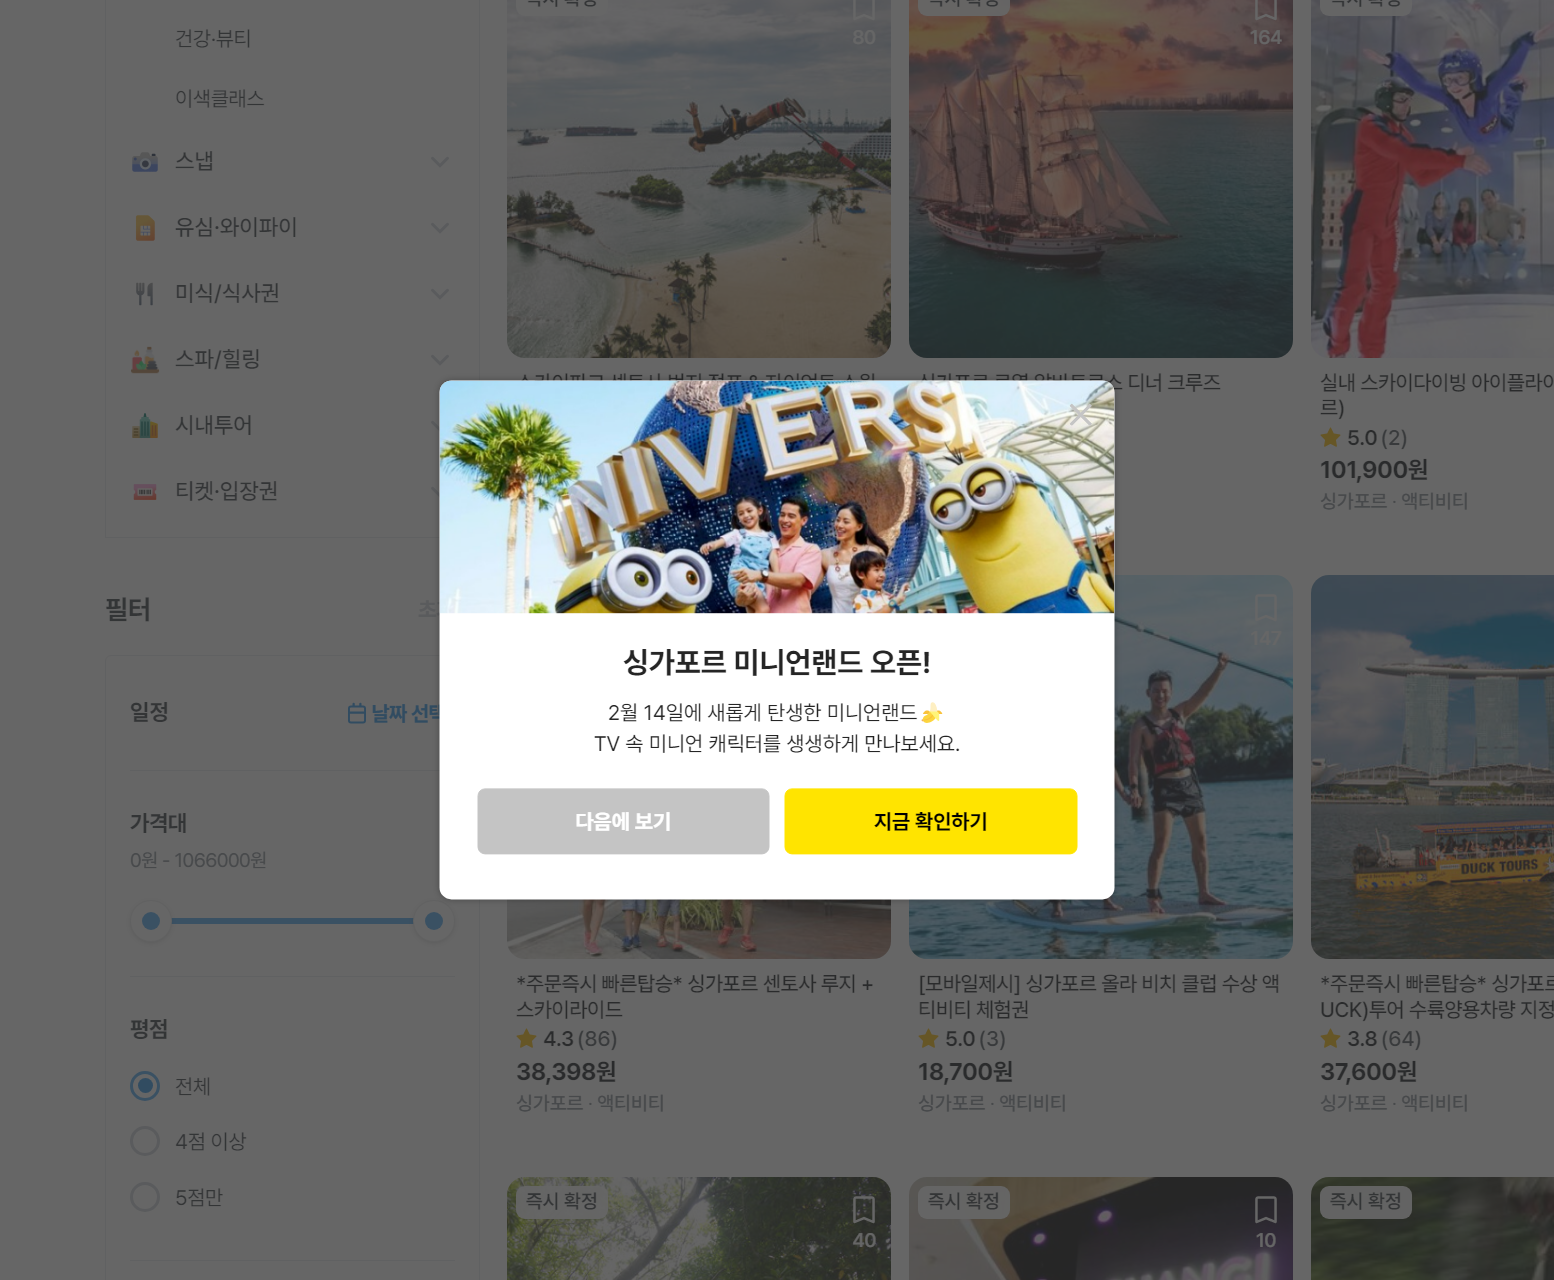 건강·뷰티
이색클래스
스냅
유심·와이파이
미식/식사권
스파/힐링
시내투어
티켓·입장권
필터
일정
날짜 선택
가격대
0원 - 1066000원
평점
전체
4점 이상
5점만
즉시 확정
80
즉시 확정
164
즉시 확정
디너 크루즈
실내 스카이다이빙 아이플라이
르)
5.0 (2)
101,900원
싱가포르 · 액티비티
NIVERS
싱가포르 미니언랜드 오픈!
2월 14일에 새롭게 탄생한 미니언랜드🍌
TV 속 미니언 캐릭터를 생생하게 만나보세요.
다음에 보기
지금 확인하기
147
DUCK TOURS
*주문즉시 빠른탑승* 싱가포르 센토사 루지 +
스카이라이드
4.3 (86)
38,398원
싱가포르 · 액티비티
[모바일제시] 싱가포르 올라 비치 클럽 수상 액
티비티 체험권
5.0 (3)
18,700원
싱가포르 · 액티비티
*주문즉시 빠른탑승* 싱가포르
UCK)투어 수륙양용차량 지정
3.8 (64)
37,600원
싱가포르 · 액티비티
즉시 확정
40
즉시 확정
10
즉시 확정